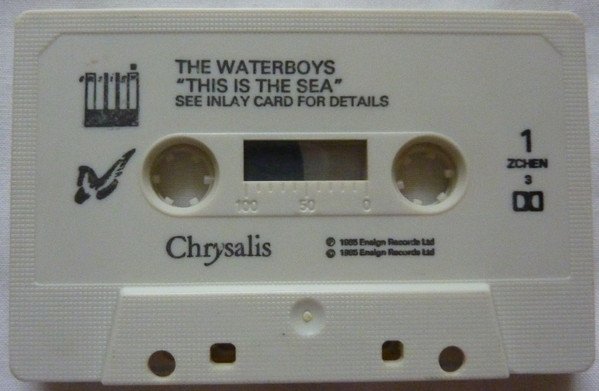 THE WATERBOYS
"THIS IS THE SEA"
SEE INLAY CARD FOR DETAILS
1
ZCHEN
3
100 50 0
Chrysalis
℗ 1985 Ensign Records Ltd
© 1985 Ensign Records Ltd